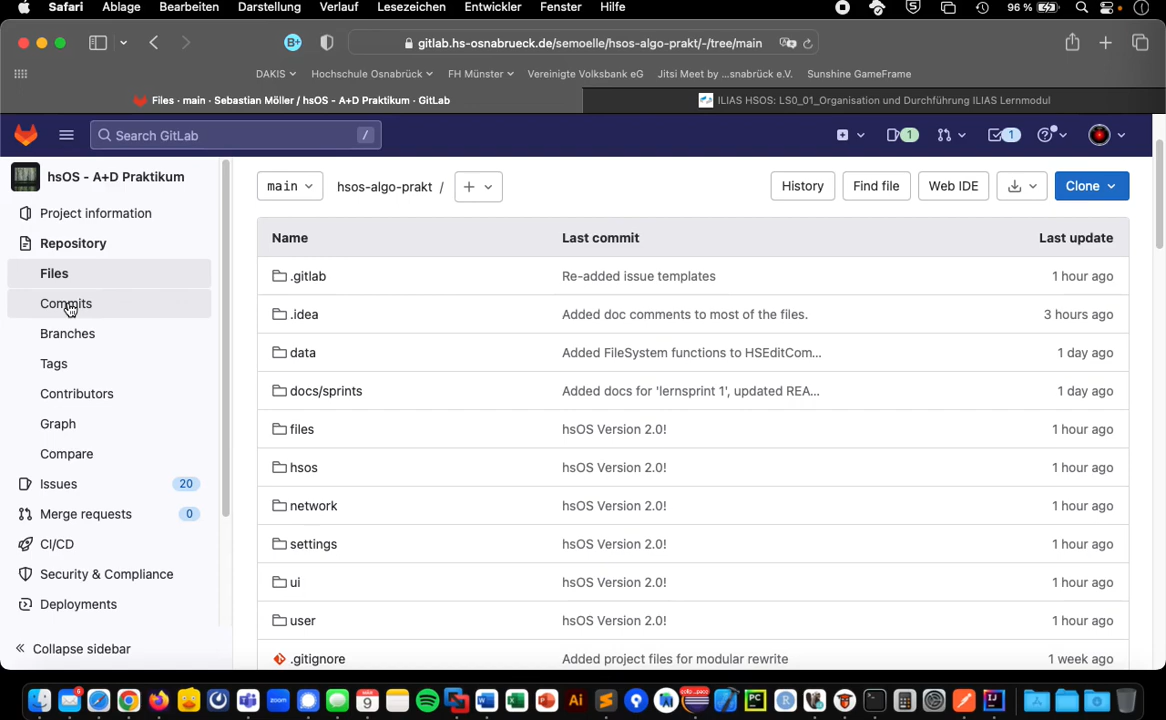 Safari Ablage Bearbeiten Darstellung Verlauf Lesezeichen Entwickler Fenster Hilfe 96 %
gitlab.hs-osnabrueck.de/semoelle/hsos-algo-prakt/-/tree/main
DAKIS Hochschule Osnabrück FH Münster Vereinigte Volksbank eG Jitsi Meet by ...snabrück e.V. Sunshine GameFrame
Files · main · Sebastian Möller / hsOS - A+D Praktikum · GitLab ILIAS HSOS: LS0_01_Organisation und Durchführung ILIAS Lernmodul
Search GitLab / 1 1
hsOS - A+D Praktikum
Project information
Repository
Files
Commits
Branches
Tags
Contributors
Graph
Compare
Issues 20
Merge requests 0
CI/CD
Security & Compliance
Deployments
Collapse sidebar
main hsos-algo-prakt / + History Find file Web IDE Clone
Name Last commit Last update
.gitlab Re-added issue templates 1 hour ago
.idea Added doc comments to most of the files. 3 hours ago
data Added FileSystem functions to HSEditCom... 1 day ago
docs/sprints Added docs for 'lernsprint 1', updated REA... 1 day ago
files hsOS Version 2.0! 1 hour ago
hsos hsOS Version 2.0! 1 hour ago
network hsOS Version 2.0! 1 hour ago
settings hsOS Version 2.0! 1 hour ago
ui hsOS Version 2.0! 1 hour ago
user hsOS Version 2.0! 1 hour ago
.gitignore Added project files for modular rewrite 1 week ago